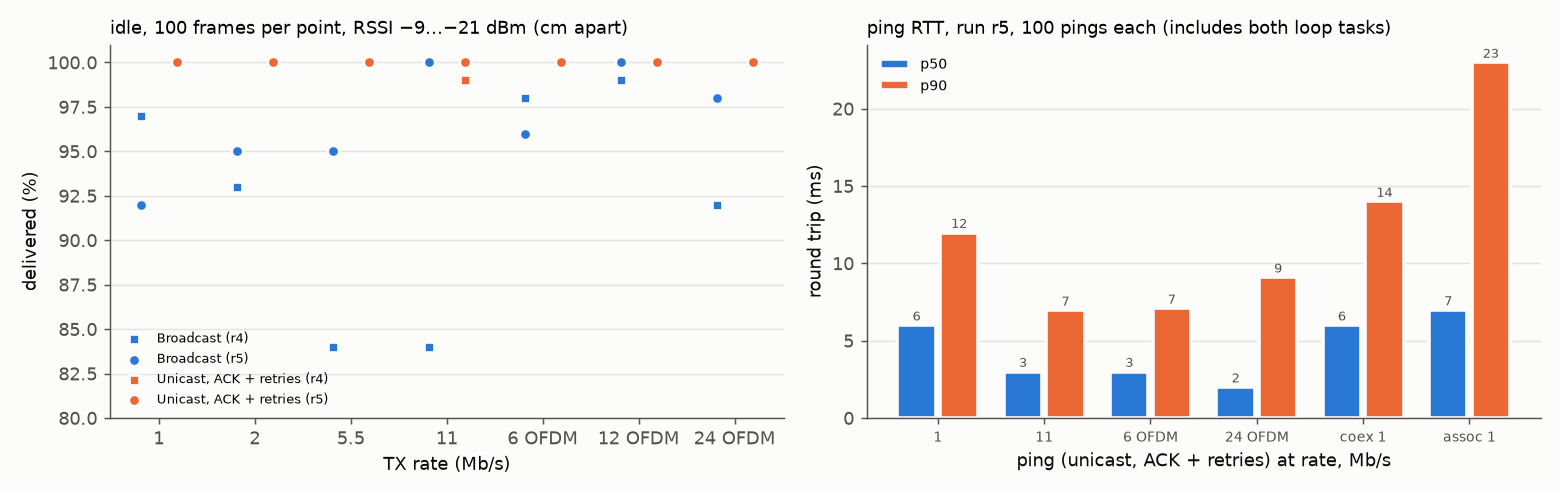 idle, 100 frames per point, RSSI −9...−21 dBm (cm apart)
100.0
97.5
95.0
92.5
90.0
87.5
85.0
82.5
80.0
delivered (%)
Broadcast (r4)
Broadcast (r5)
Unicast, ACK + retries (r4)
Unicast, ACK + retries (r5)
1 2 5.5 11 6 OFDM 12 OFDM 24 OFDM
TX rate (Mb/s)
ping RTT, run r5, 100 pings each (includes both loop tasks)
p50
p90
20
15
10
5
0
round trip (ms)
6 12 3 7 3 7 2 9 6 14 7 23
1 11 6 OFDM 24 OFDM coex 1 assoc 1
ping (unicast, ACK + retries) at rate, Mb/s